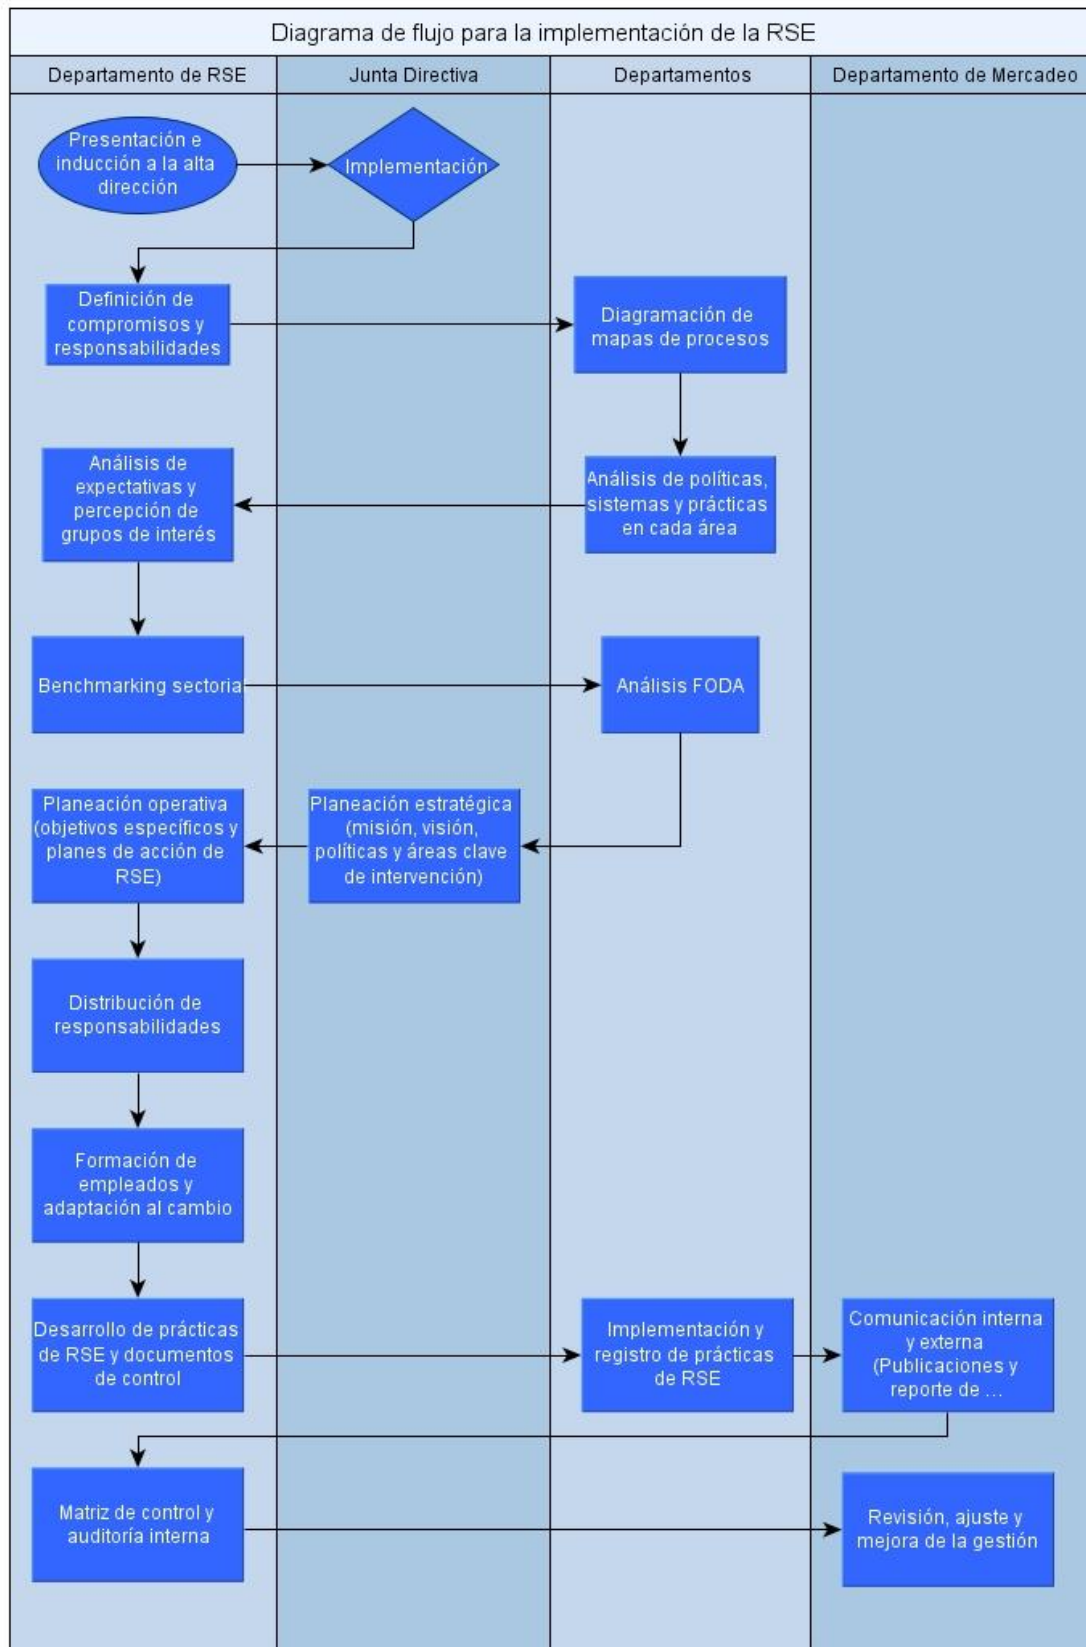 Diagrama de flujo para la implementación de la RSE
Departamento de RSE
Junta Directiva
Departamentos
Departamento de Mercadeo
Presentación e
inducción a la alta
dirección
Implementación
Definición de
compromisos y
responsabilidades
Diagramación de
mapas de procesos
Análisis de políticas,
sistemas y prácticas
en cada área
Análisis de
expectativas y
percepción de
grupos de interés
Benchmarking sectorial
Análisis FODA
Planeación estratégica
(misión, visión,
políticas y áreas clave
de intervención)
Planeación operativa
(objetivos específicos y
planes de acción de
RSE)
Distribución de
responsabilidades
Formación de
empleados y
adaptación al cambio
Desarrollo de prácticas
de RSE y documentos
de control
Implementación y
registro de prácticas
de RSE
Comunicación interna
y externa
(Publicaciones y
reporte de …
Matriz de control y
auditoría interna
Revisión, ajuste y
mejora de la gestión